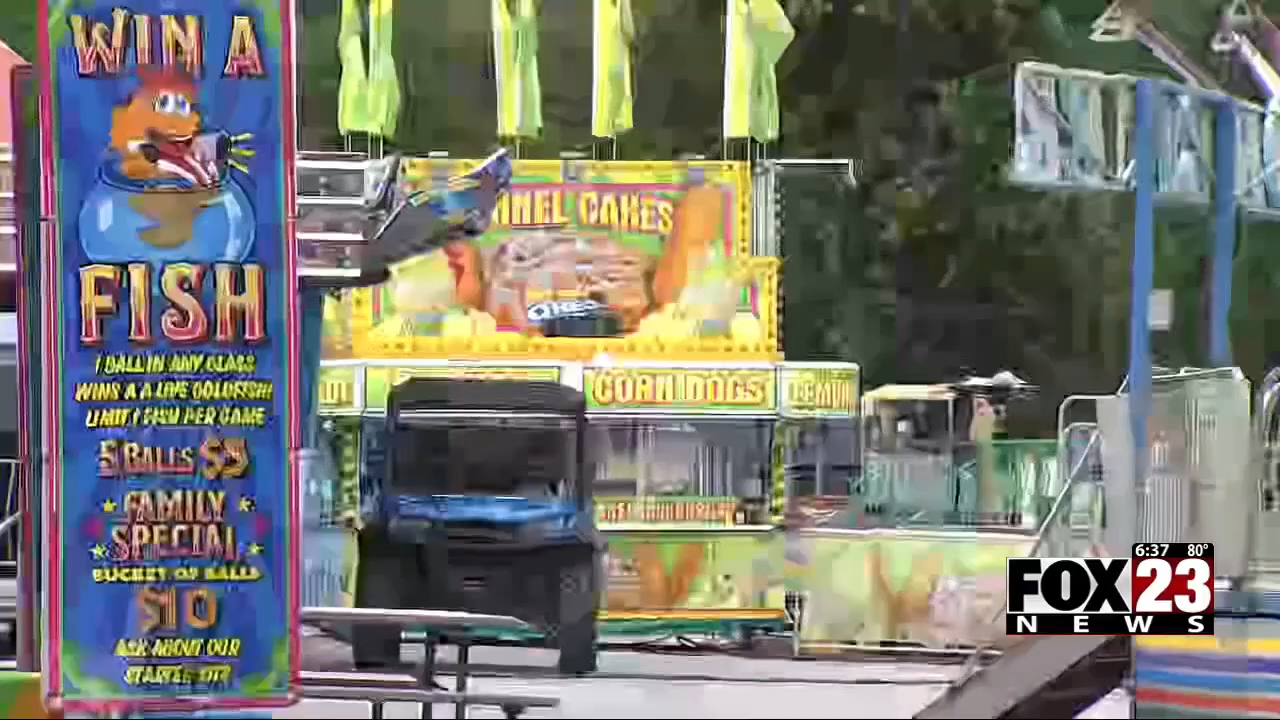 WIN A
FISH
1 BALL IN ANY GLASS
WINS A A LIVE GOLDFISH!
LIMIT 1 FISH PER GAME
5 BALLS $5
FAMILY
SPECIAL
BUCKET OF BALLS
$10
ASK ABOUT OUR
STARTER KIT
NNEL CAKES
OREO
CORN DOGS
LEMON
6:37 80°
FOX 23
NEWS